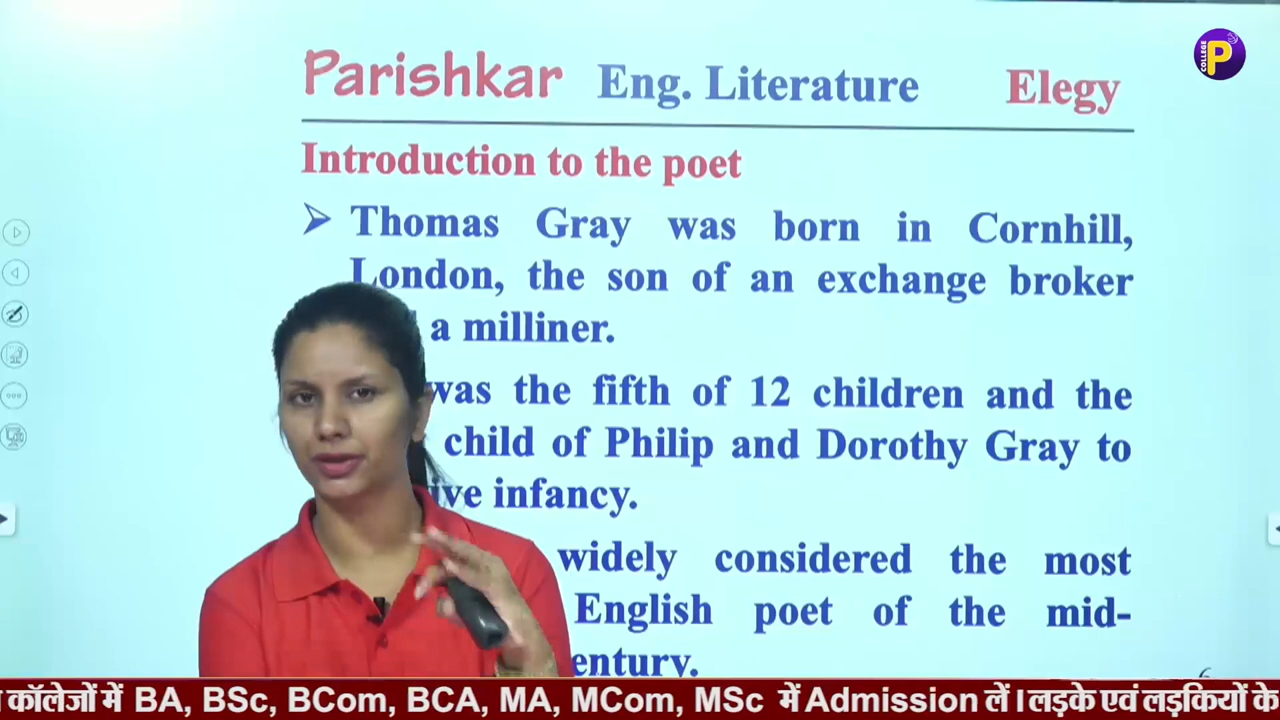 Parishkar Eng. Literature Elegy
COLLEGE P
Introduction to the poet
Thomas Gray was born in Cornhill,
London, the son of an exchange broker
a milliner.
was the fifth of 12 children and the
child of Philip and Dorothy Gray to
infancy.
widely considered the most
English poet of the mid-
कॉलेजों में BA, BSc, BCom, BCA, MA, MCom, MSc में Admission लें । लड़के एवं लड़कियों के